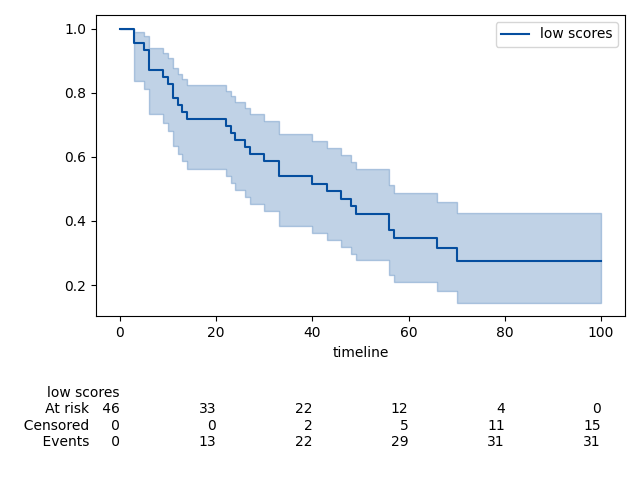 low scores
1.0
0.8
0.6
0.4
0.2
0 20 40 60 80 100
timeline
low scores
At risk 46 33 22 12 4 0
Censored 0 0 2 5 11 15
Events 0 13 22 29 31 31